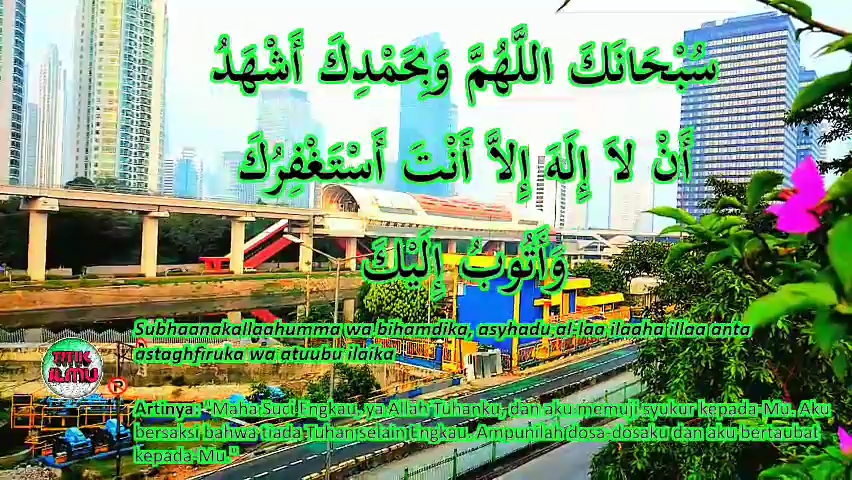 سُبْحَانَكَ اللَّهُمَّ وَبِحَمْدِكَ أَشْهَدُ
أَنْ لاَ إِلَهَ إِلاَّ أَنْتَ أَسْتَغْفِرُكَ
وَأَتُوبُ إِلَيْكَ
Subhaanakallaahumma wa bihamdika, asyhadu al-laa ilaaha illaa anta
astaghfiruka wa atuubu ilaika
TITIK
ILMU
Artinya: "Maha Suci Engkau, ya Allah Tuhanku, dan aku memuji syukur kepada-Mu. Aku
bersaksi bahwa tiada Tuhan selain Engkau. Ampunilah dosa-dosaku dan aku bertaubat
kepada-Mu."